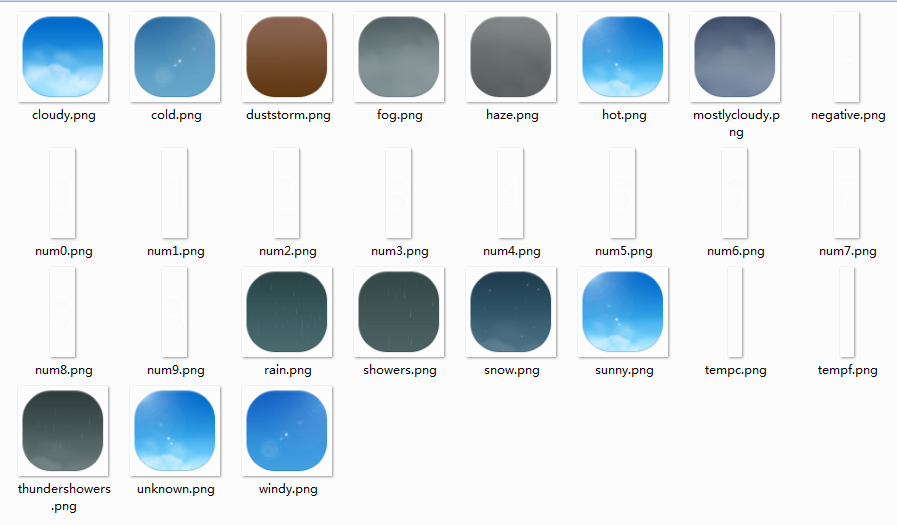 cloudy.png
cold.png
duststorm.png
fog.png
haze.png
hot.png
mostlycloudy.p
ng
negative.png
num0.png
num1.png
num2.png
num3.png
num4.png
num5.png
num6.png
num7.png
num8.png
num9.png
rain.png
showers.png
snow.png
sunny.png
tempc.png
tempf.png
thundershowers
.png
unknown.png
windy.png